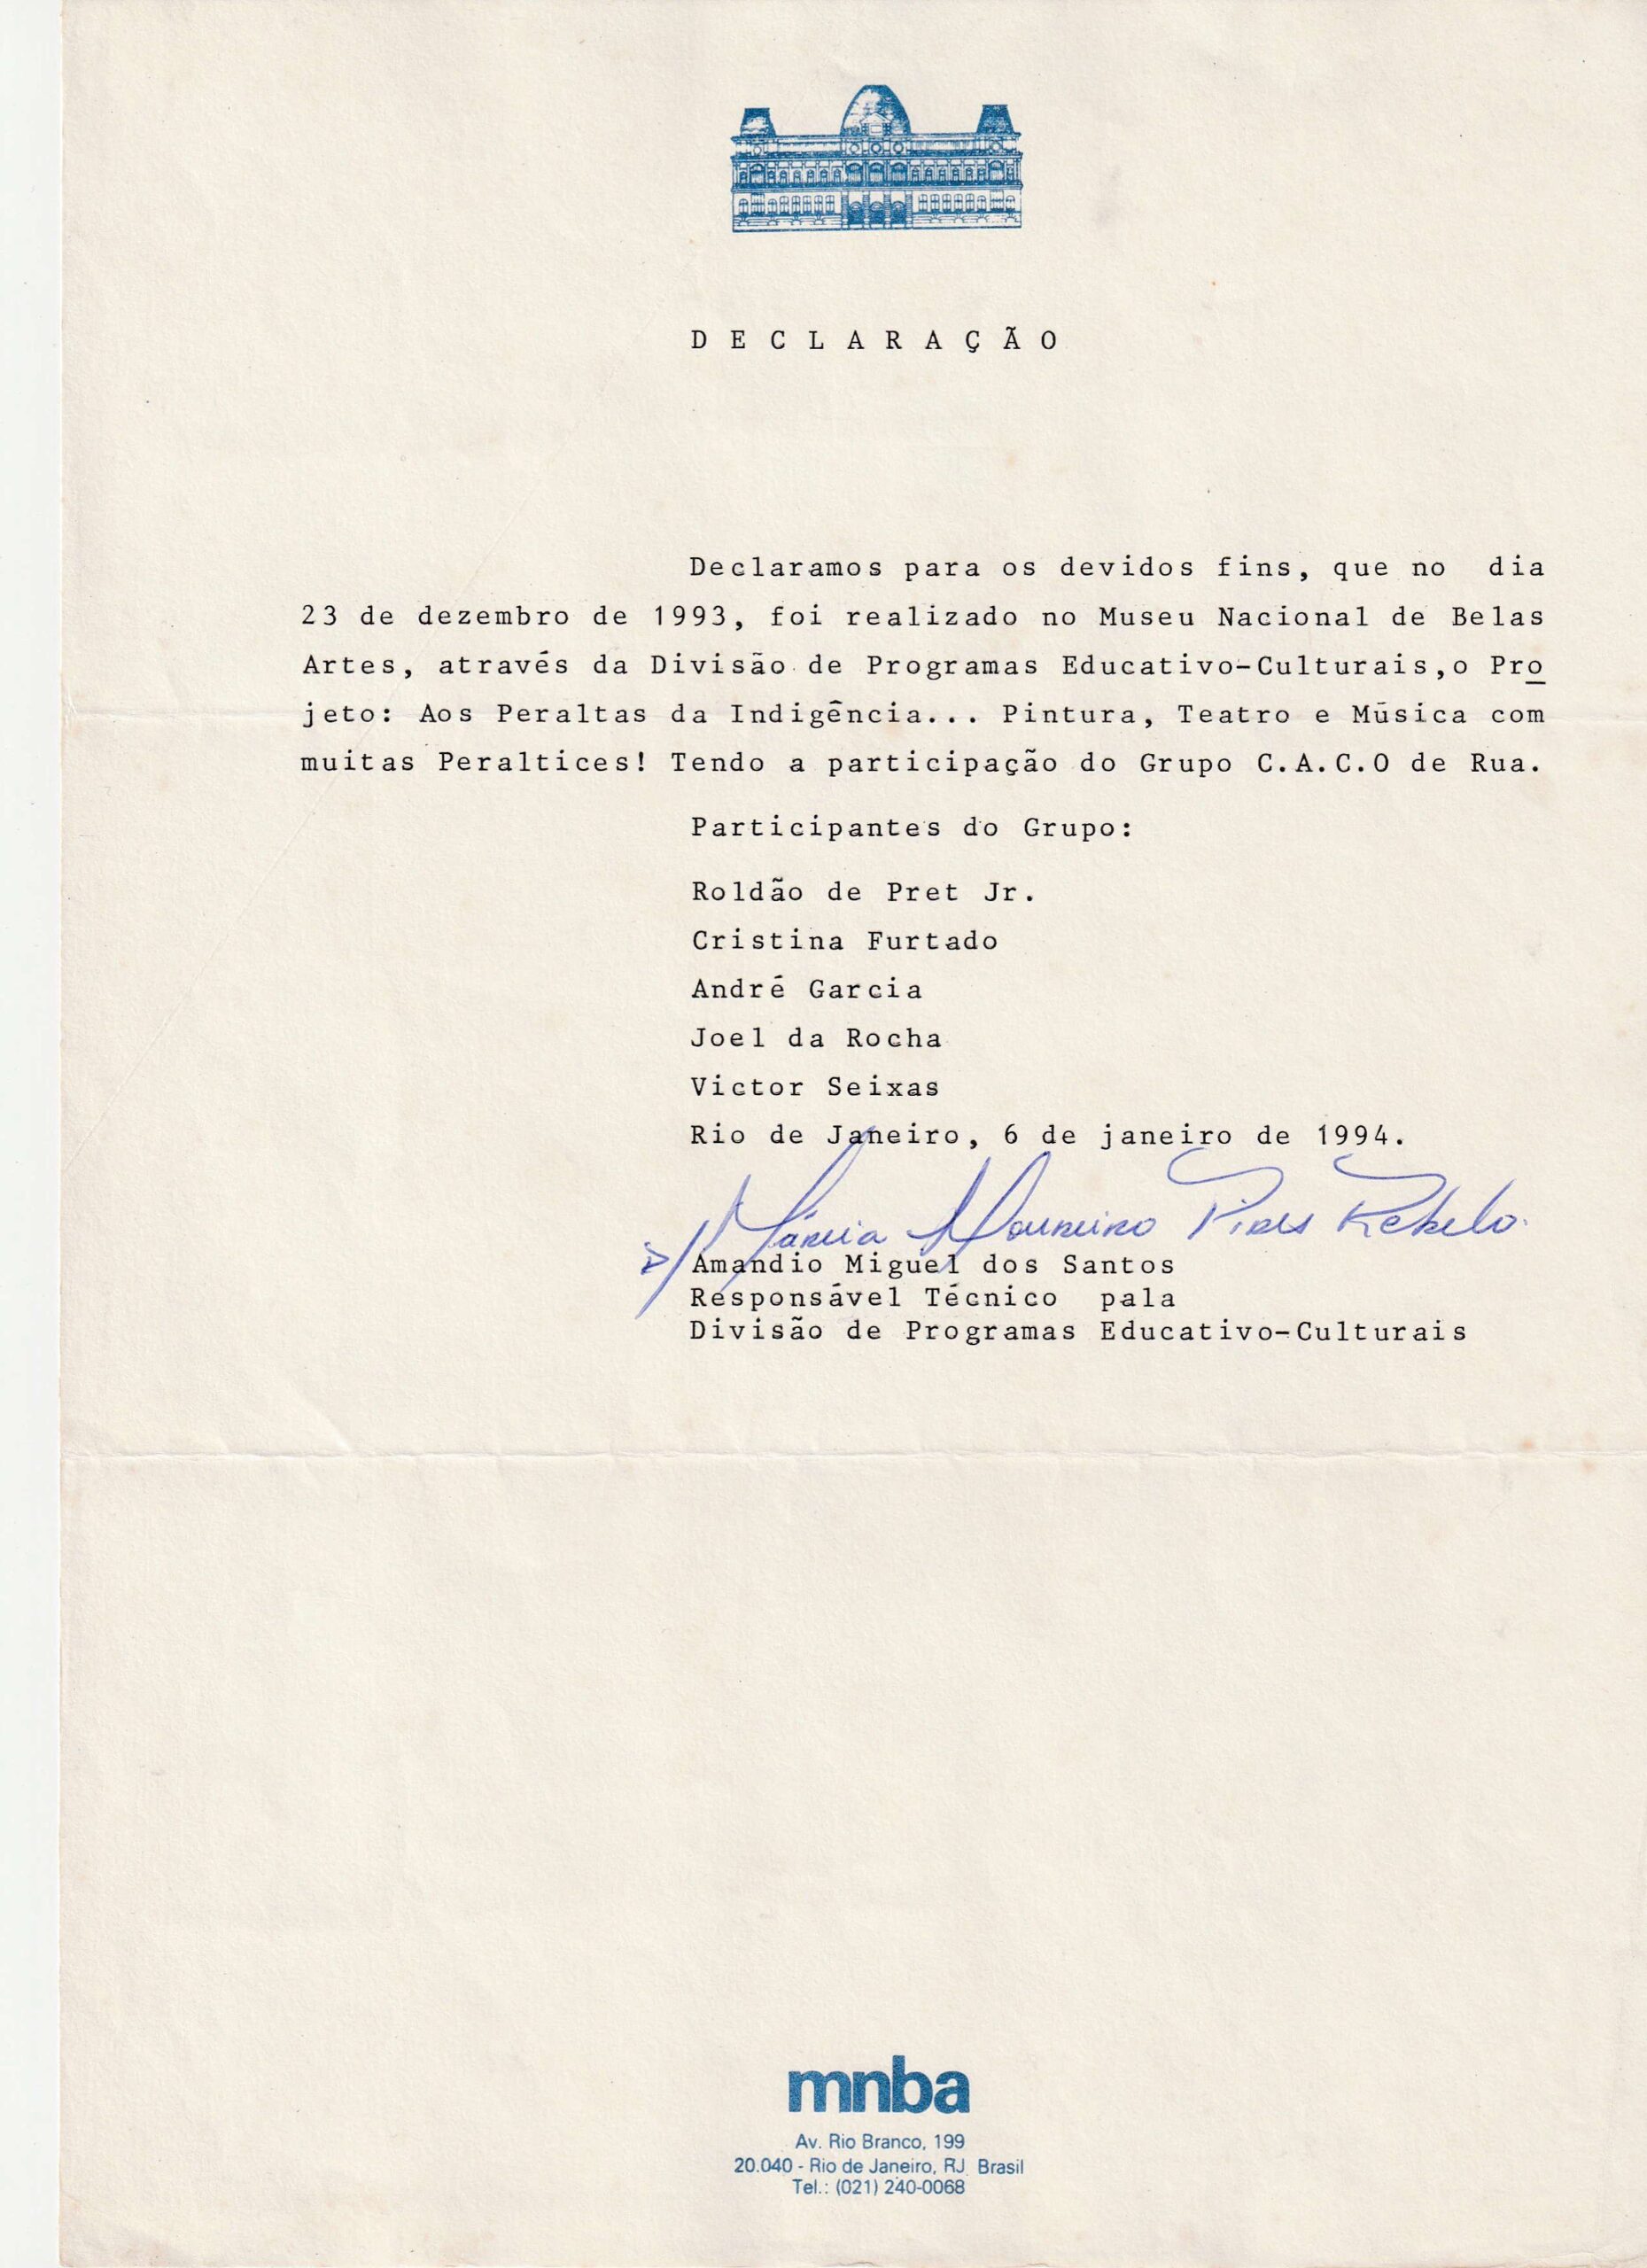 DECLARAÇÃO
Declaramos para os devidos fins, que no dia
23 de dezembro de 1993, foi realizado no Museu Nacional de Belas
Artes, através da Divisão de Programas Educativo-Culturais,o Pro
jeto: Aos Peraltas da Indigência... Pintura, Teatro e Música com
muitas Peraltices! Tendo a participação do Grupo C.A.C.O de Rua.
Participantes do Grupo:
Roldão de Pret Jr.
Cristina Furtado
André Garcia
Joel da Rocha
Victor Seixas
Rio de Janeiro, 6 de janeiro de 1994.
Márcia Pires Rebelo
Amandio Miguel dos Santos
Responsável Técnico pala
Divisão de Programas Educativo-Culturais
mnba
Av. Rio Branco, 199
20.040 - Rio de Janeiro, RJ Brasil
Tel.: (021) 240-0068